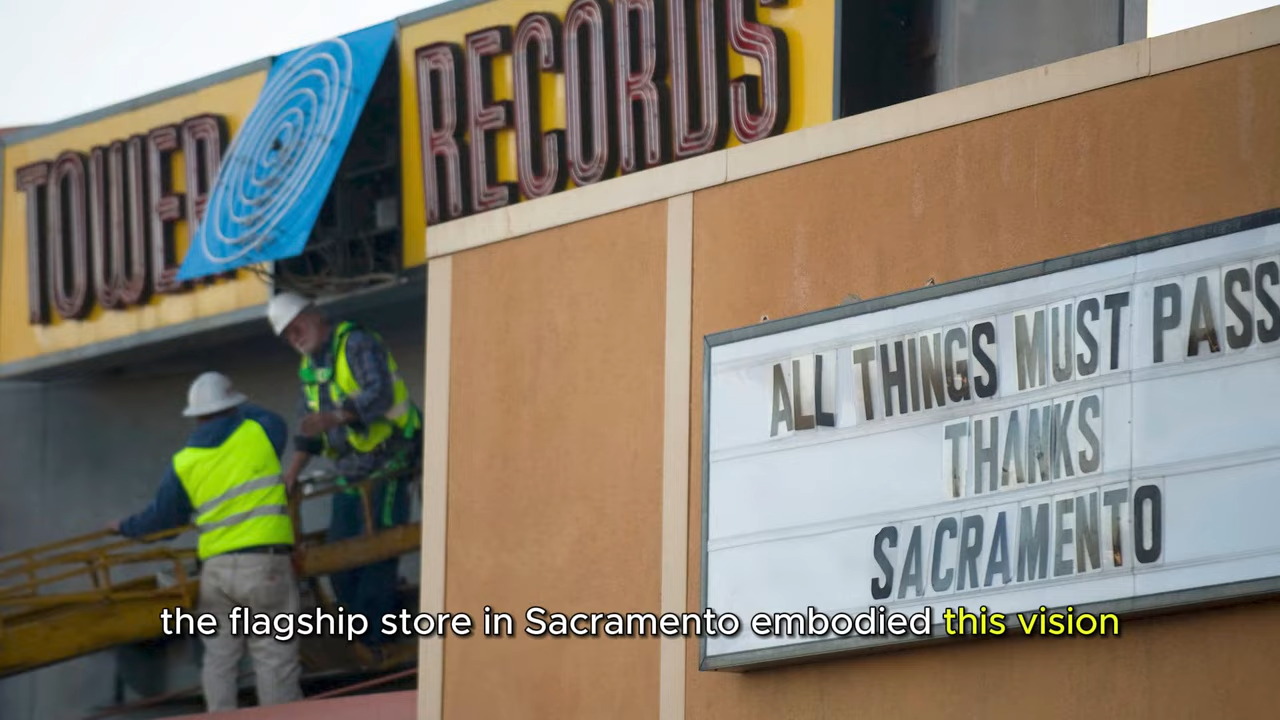 TOWER RECORDS
ALL THINGS MUST PASS
THANKS
SACRAMENTO
the flagship store in Sacramento embodied this vision